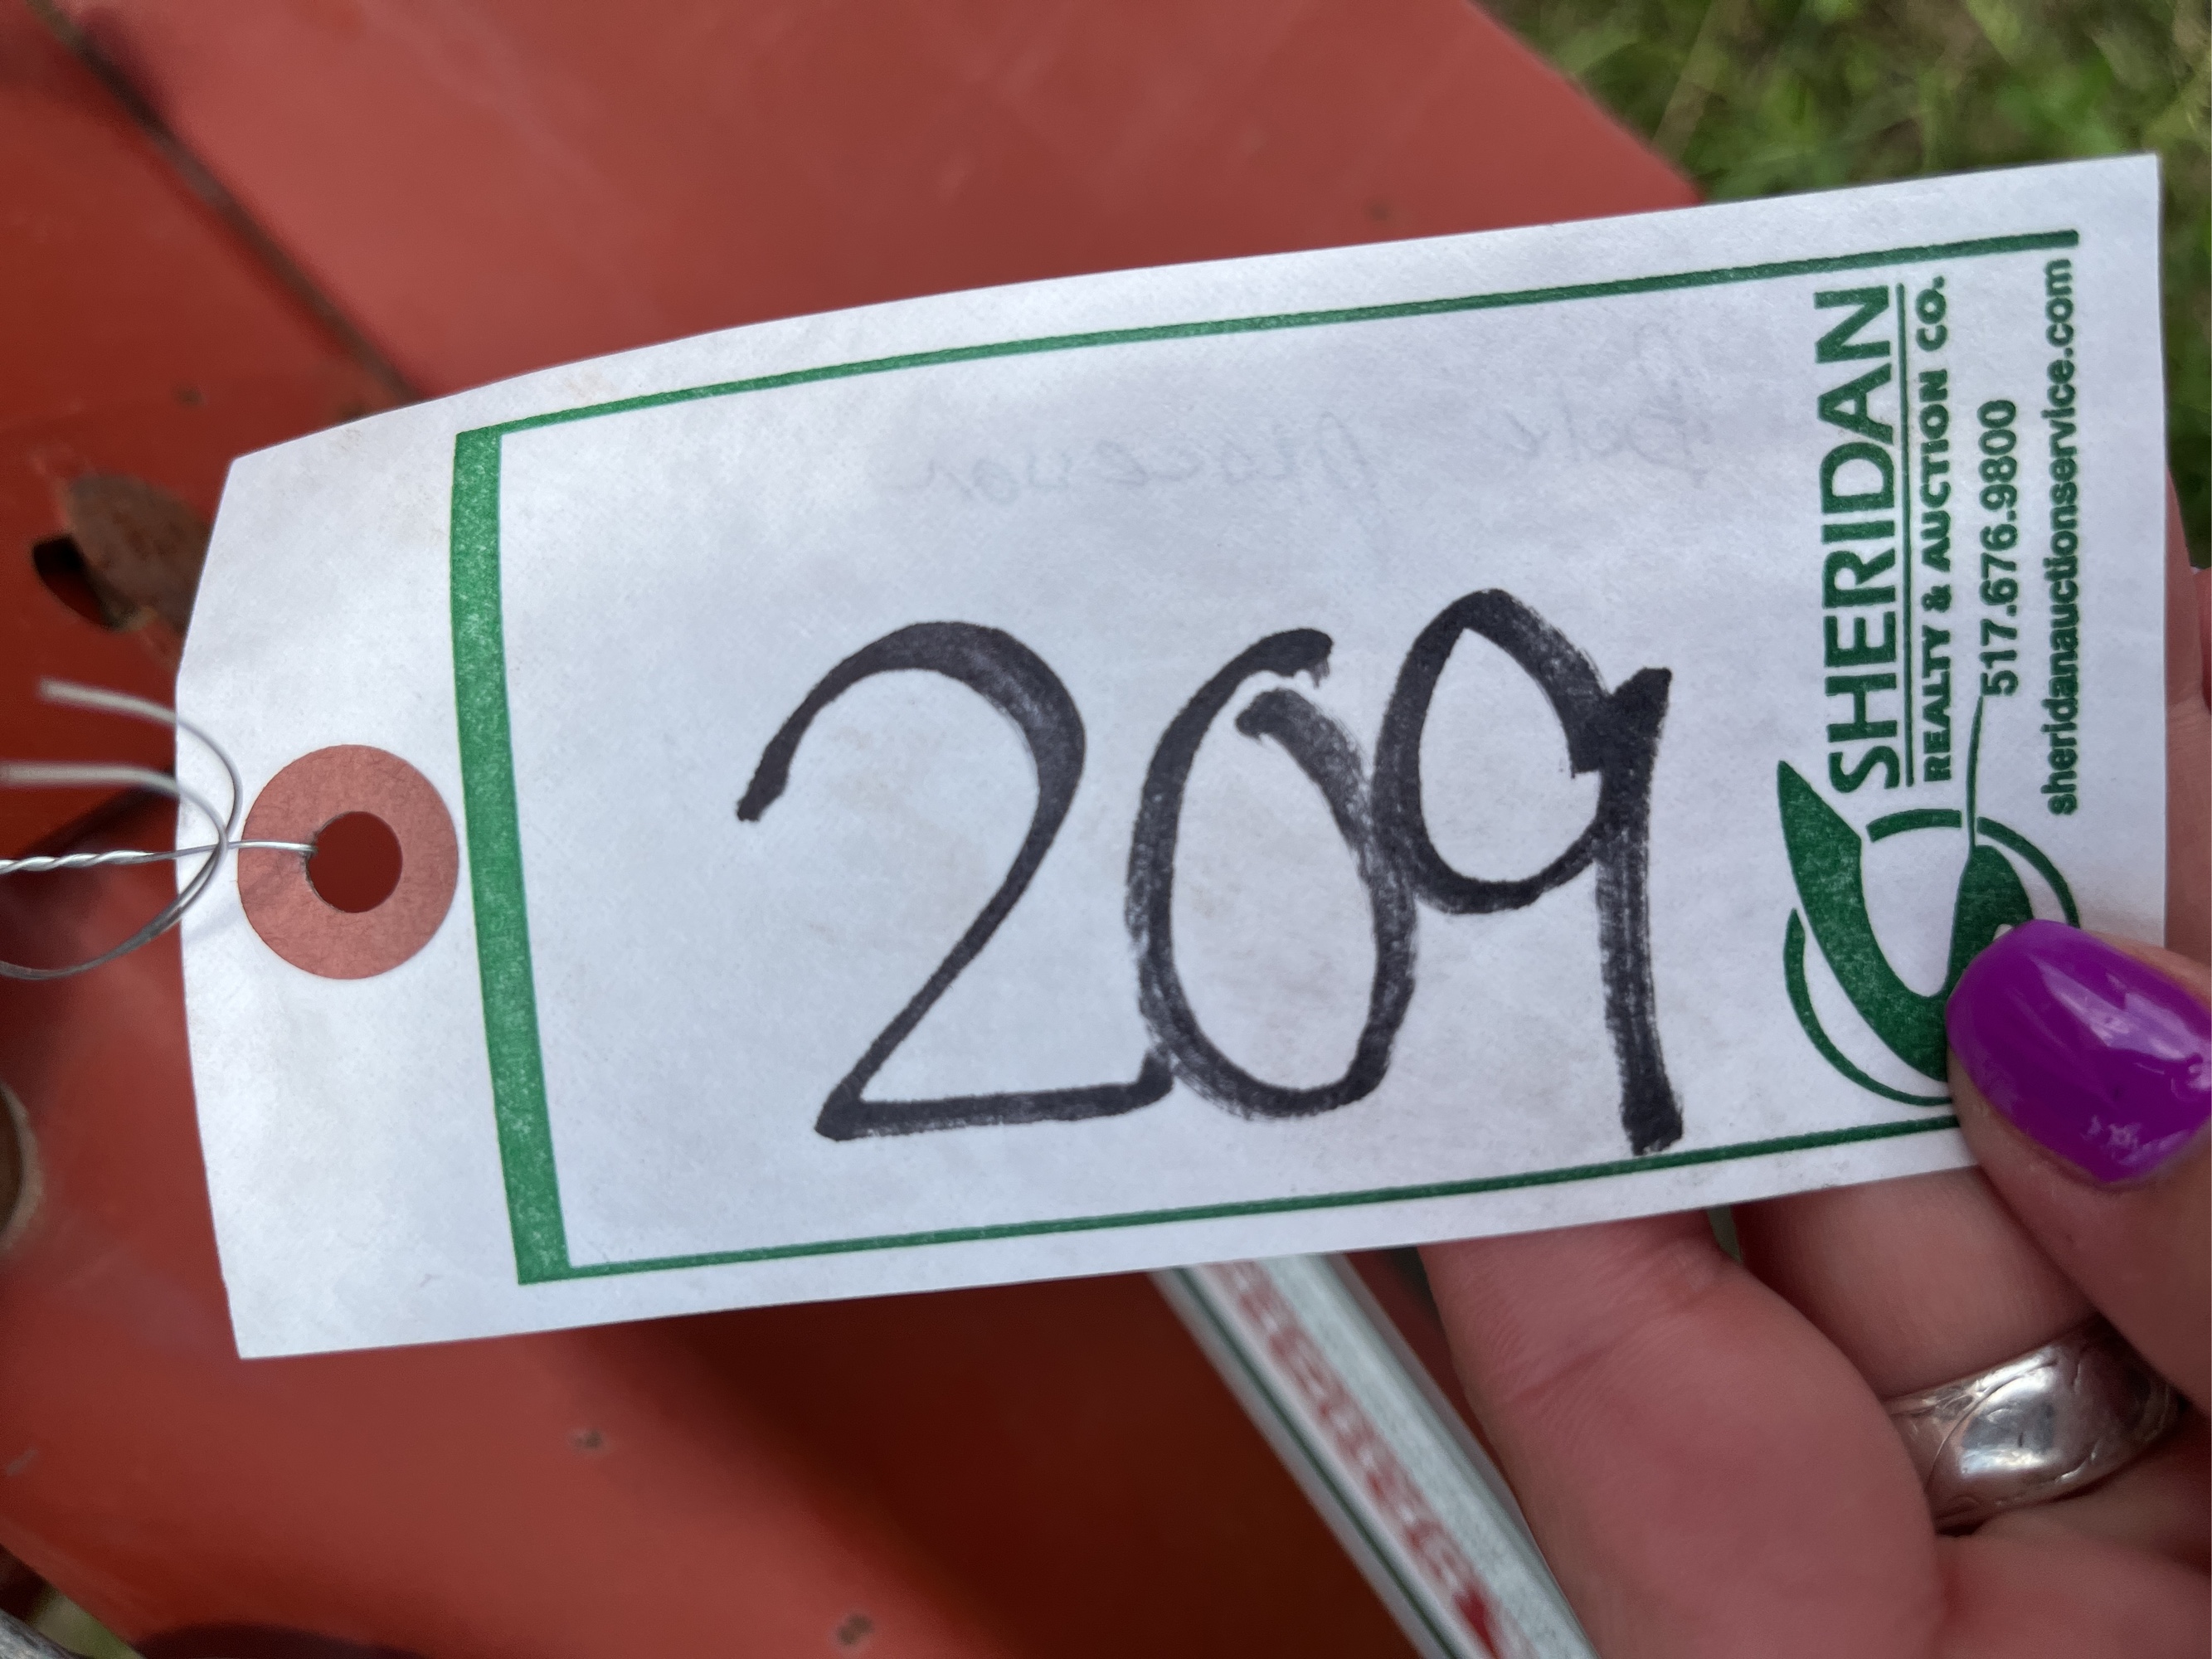 209
SHERIDAN
REALTY & AUCTION CO.
517.676.9800
sheridanauctionservice.com